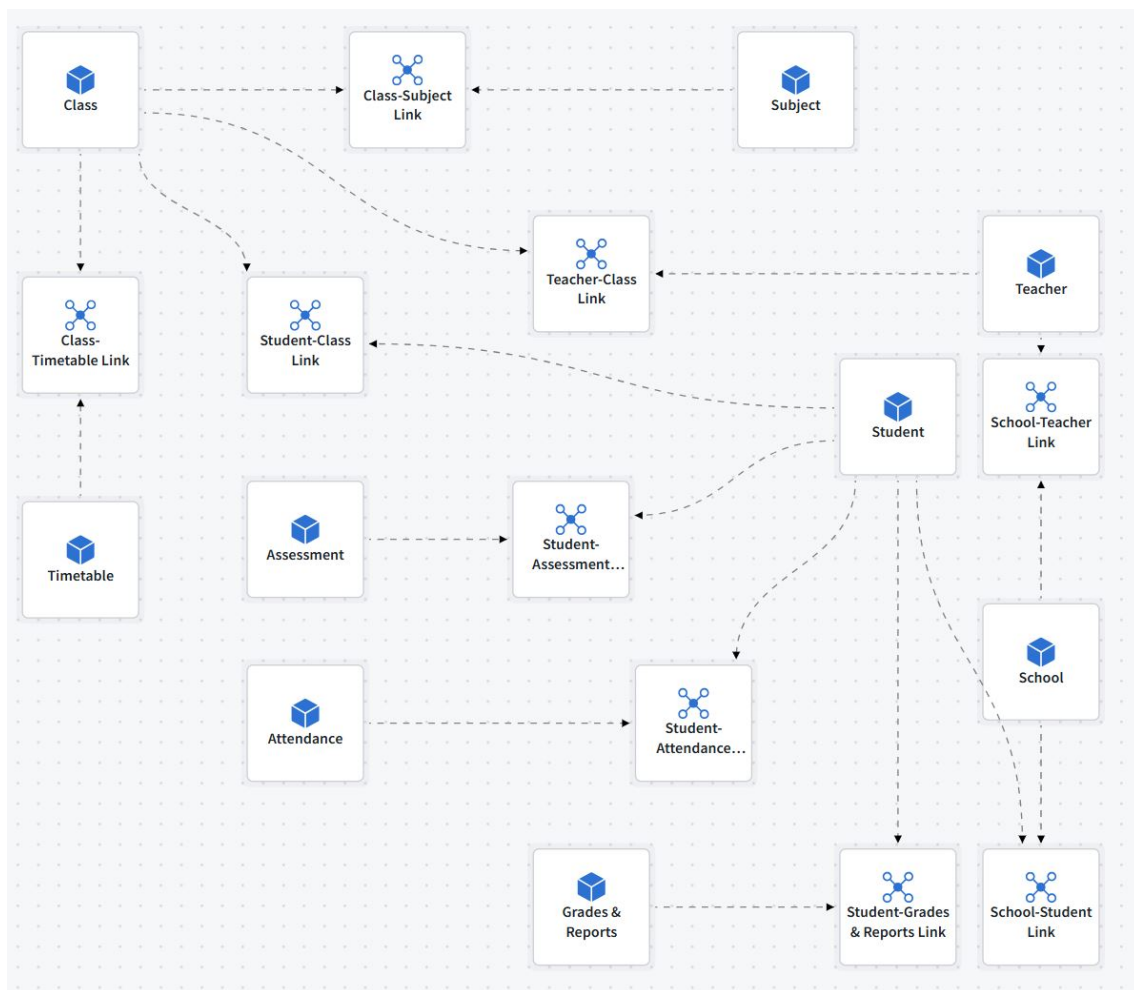 Class
Class-Subject
Link
Subject
Teacher-Class
Link
Teacher
Class-
Timetable Link
Student-Class
Link
Student
School-Teacher
Link
Timetable
Assessment
Student-
Assessment...
School
Attendance
Student-
Attendance...
Grades &
Reports
Student-Grades
& Reports Link
School-Student
Link